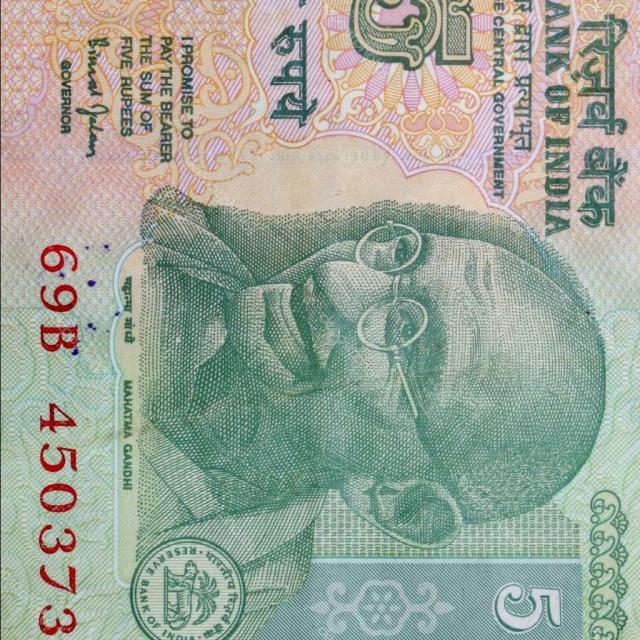 रिज़र्व बैंक
BANK OF INDIA
CENTRAL GOVERNMENT
रुपये
I PROMISE TO
PAY THE BEARER
THE SUM OF
FIVE RUPEES
GOVERNOR
69B 450373
महात्मा गांधी
MAHATMA GANDHI
RESERVE BANK OF INDIA
5